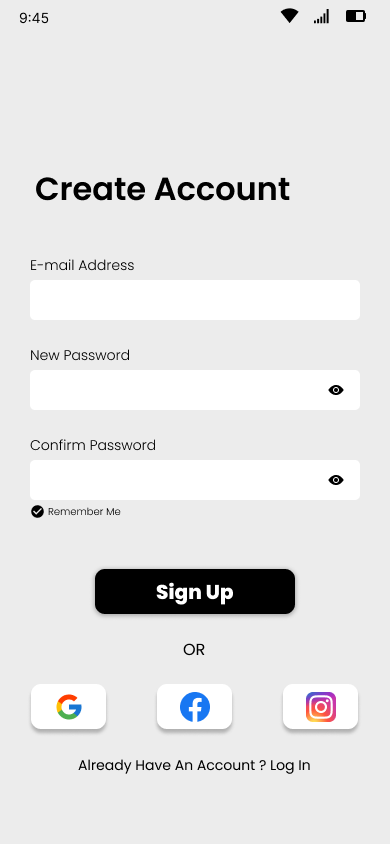 9:45
Create Account
E-mail Address
New Password
Confirm Password
Remember Me
Sign Up
OR
Already Have An Account ? Log In